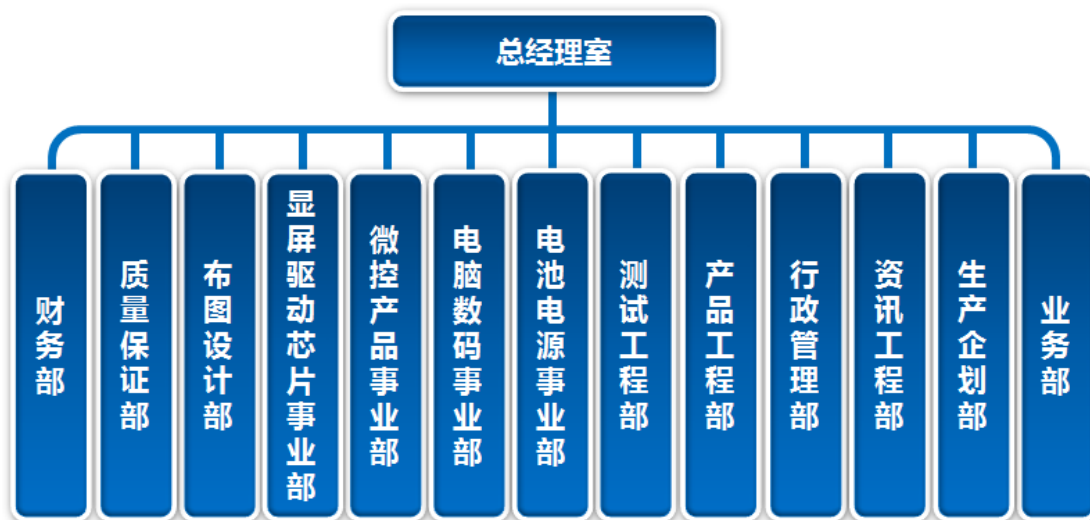 总经理室
财务部
质量保证部
布图设计部
显屏驱动芯片事业部
微控产品事业部
电脑数码事业部
电池电源事业部
测试工程部
产品工程部
行政管理部
资讯工程部
生产企划部
业务部